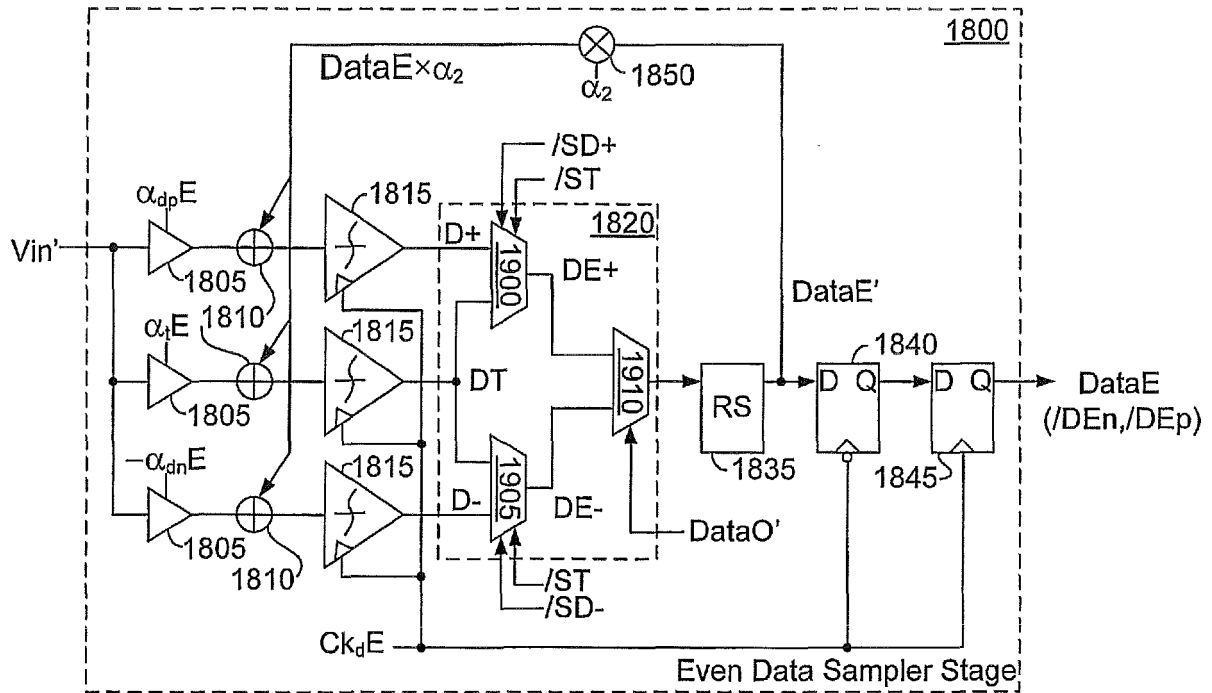 1800
DataE×α2
1850
α2
/SD+
/ST
αdpE
1815
1820
Vin'
D+
1900
DE+
1805
1810
DataE'
αtE
1815
1840
1910
D Q
D Q
DataE
(/DEn,/DEp)
DT
RS
1805
1835
1845
-αdnE
1815
D-
1905
DE-
DataO'
1805
1810
/ST
/SD-
CkdE
Even Data Sampler Stage